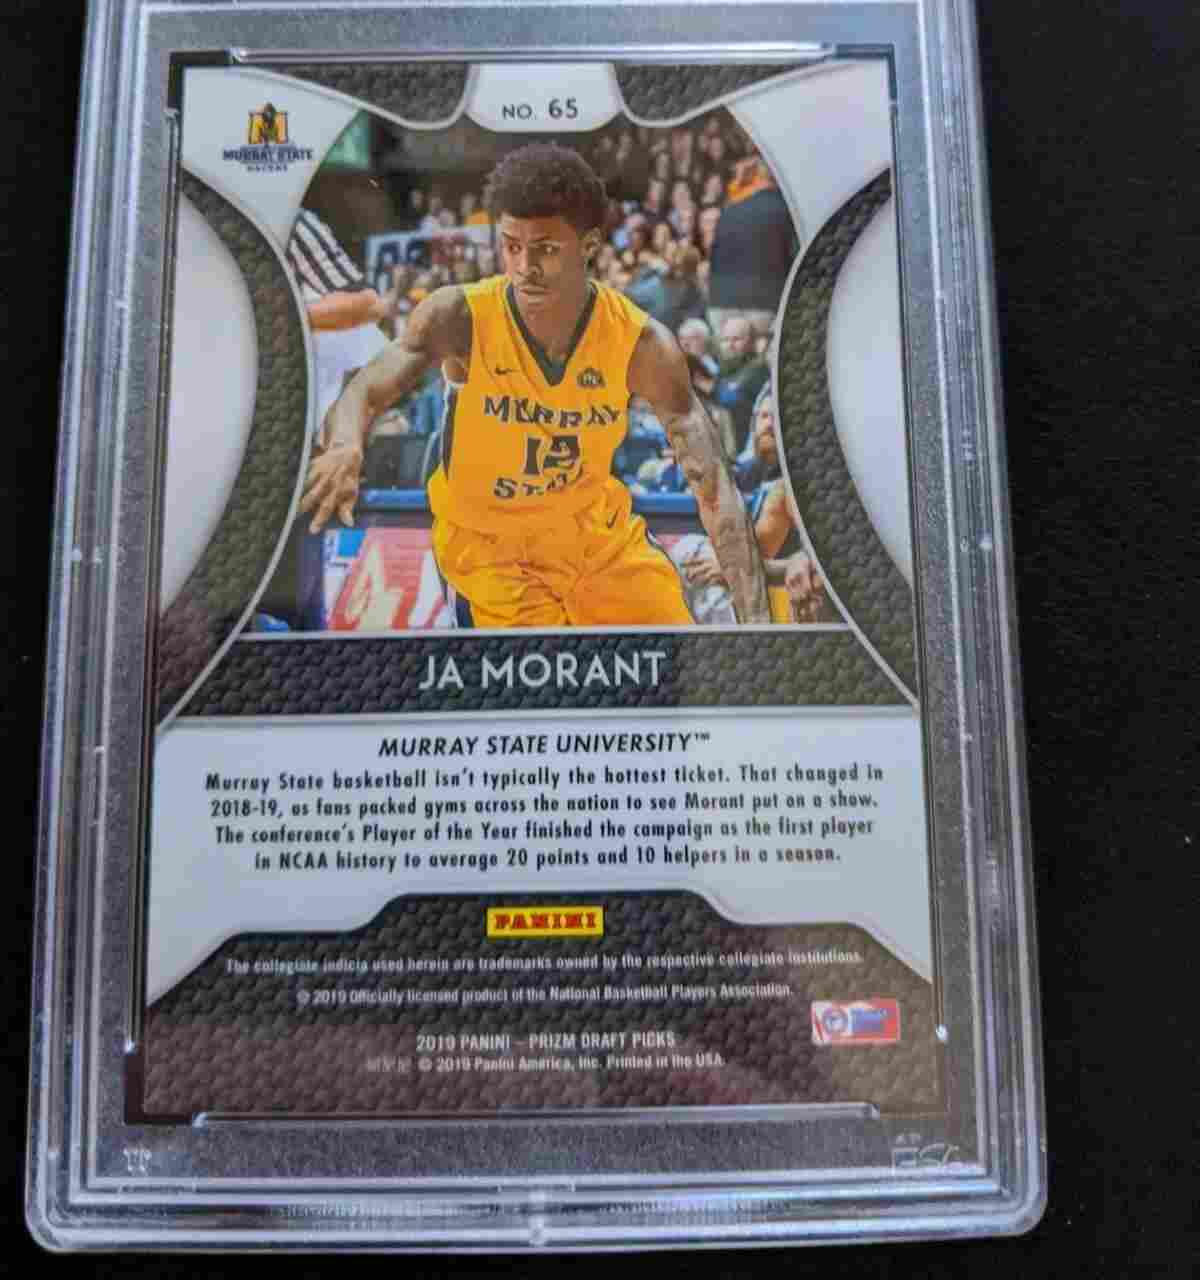 NO. 65
M
MURRAY STATE
RACERS
MURRAY
12
STATE
JA MORANT
MURRAY STATE UNIVERSITY™
Murray State basketball isn't typically the hottest ticket. That changed in
2018-19, as fans packed gyms across the nation to see Morant put on a show.
The conference's Player of the Year finished the campaign as the first player
in NCAA history to average 20 points and 10 helpers in a season.
PANINI
The collegiate indicia used herein are trademarks owned by the respective collegiate institutions.
© 2019 Officially licensed product of the National Basketball Players Association.
2019 PANINI – PRIZM DRAFT PICKS
© 2019 Panini America, Inc. Printed in the USA.